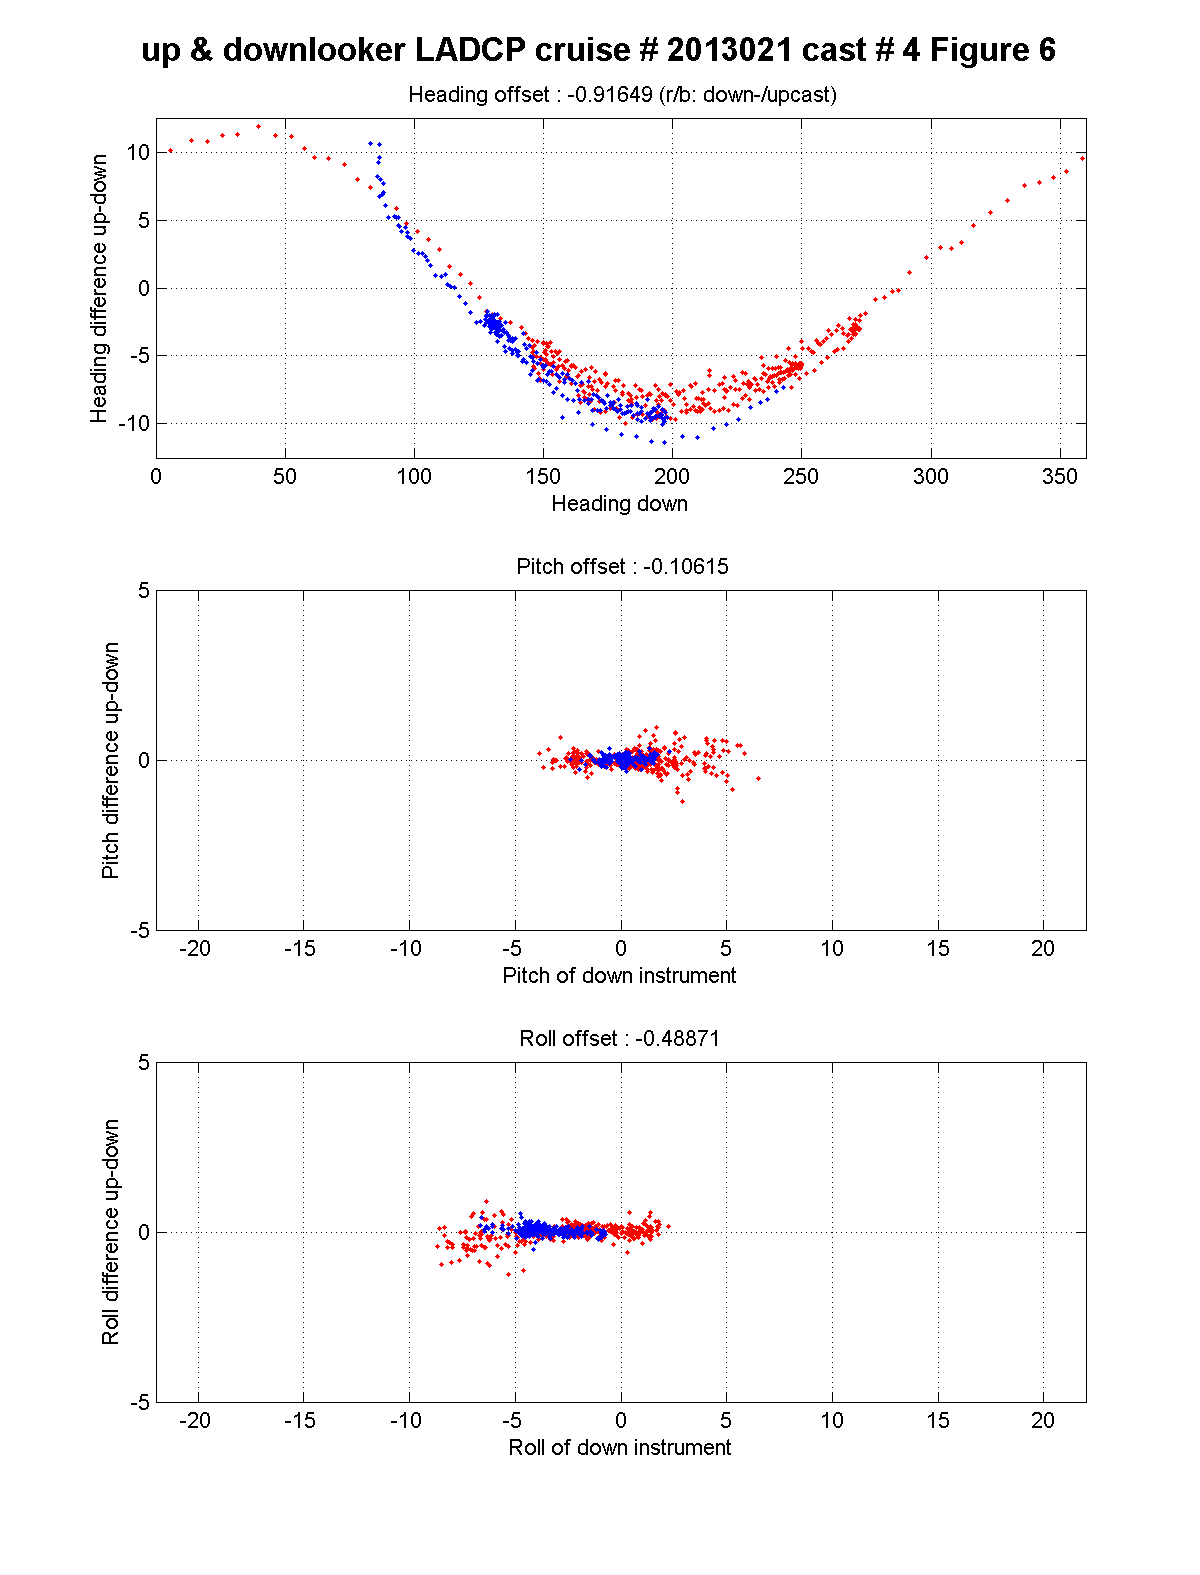 up & downlooker LADCP cruise # 2013021 cast # 4 Figure 6
Heading offset : -0.91649 (r/b: down-/upcast)
Heading difference up-down
10
5
0
-5
-10
0 50 100 150 200 250 300 350
Heading down
Pitch offset : -0.10615
Pitch difference up-down
5
0
-5
-20 -15 -10 -5 0 5 10 15 20
Pitch of down instrument
Roll offset : -0.48871
Roll difference up-down
5
0
-5
-20 -15 -10 -5 0 5 10 15 20
Roll of down instrument